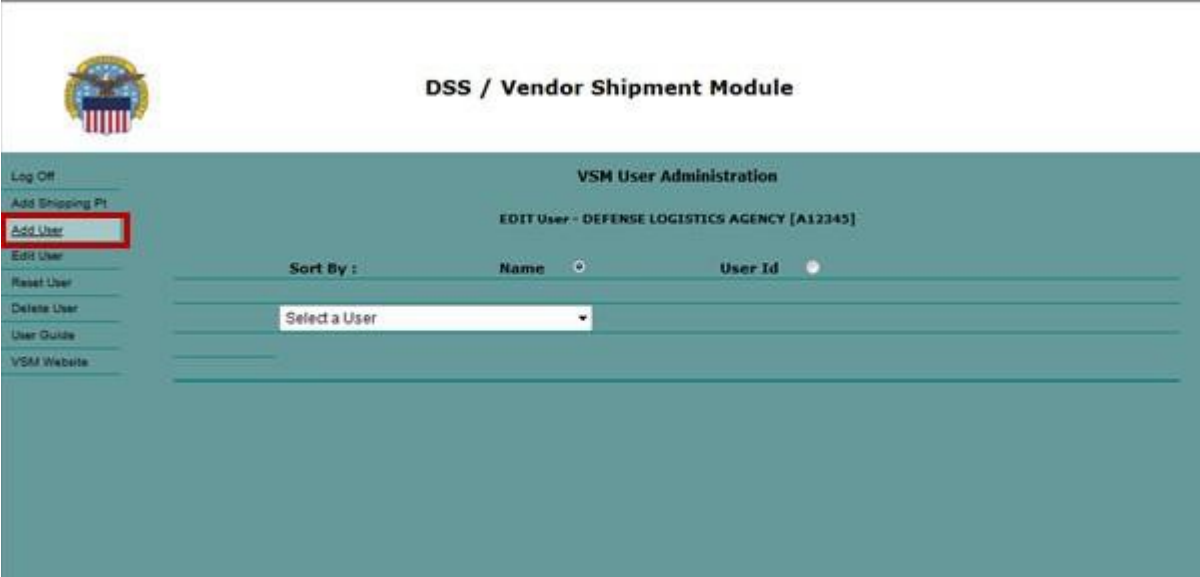 DSS / Vendor Shipment Module
Log Off
Add Shipping Pt
Add User
Edit User
Reset User
Delete User
User Guide
VSM Website
VSM User Administration
EDIT User - DEFENSE LOGISTICS AGENCY [A12345]
Sort By : Name User Id
Select a User